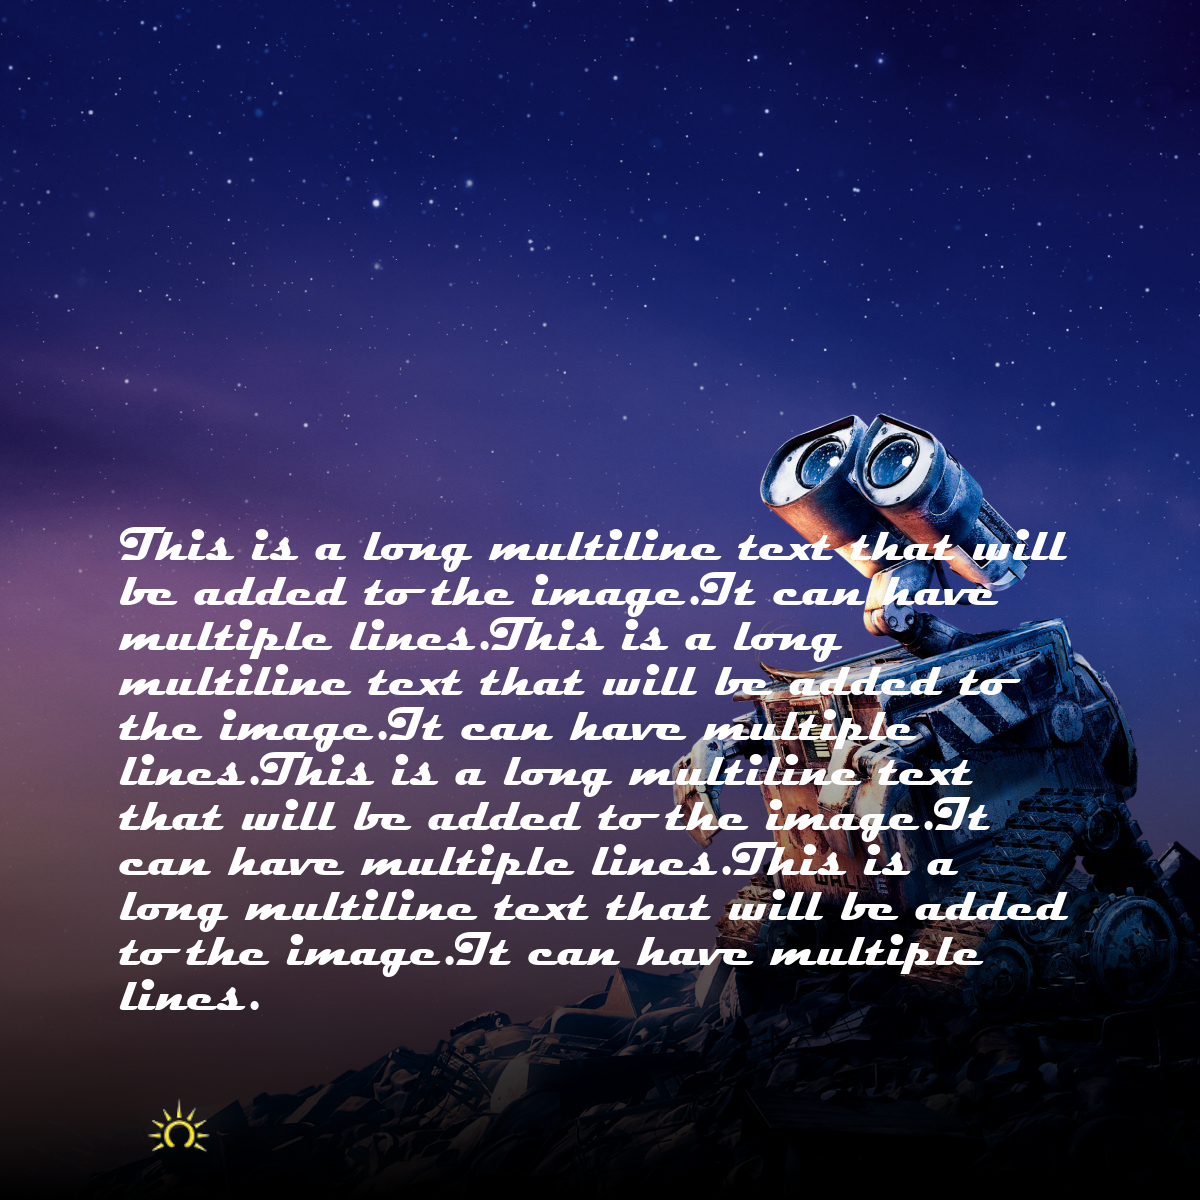 This is a long multiline text that will
be added to the image.It can have
multiple lines.This is a long
multiline text that will be added to
the image.It can have multiple
lines.This is a long multiline text
that will be added to the image.It
can have multiple lines.This is a
long multiline text that will be added
to the image.It can have multiple
lines.